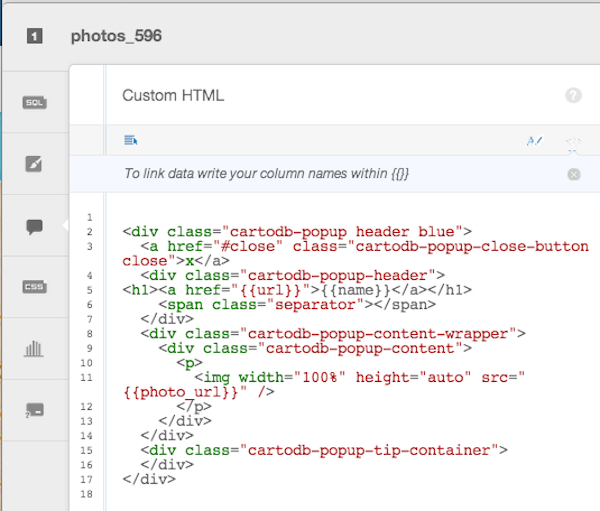 1 photos_596
SQL
Custom HTML ?
A
To link data write your column names within {{}} x
1
2 <div class="cartodb-popup header blue">
3 <a href="#close" class="cartodb-popup-close-button
close">x</a>
4 <div class="cartodb-popup-header">
5 <h1><a href="{{url}}">{{name}}</a></h1>
6 <span class="separator"></span>
7 </div>
8 <div class="cartodb-popup-content-wrapper">
9 <div class="cartodb-popup-content">
10 <p>
11 <img width="100%" height="auto" src="
{{photo_url}}" />
12 </p>
13 </div>
14 </div>
15 <div class="cartodb-popup-tip-container">
16 </div>
17 </div>
18
CSS